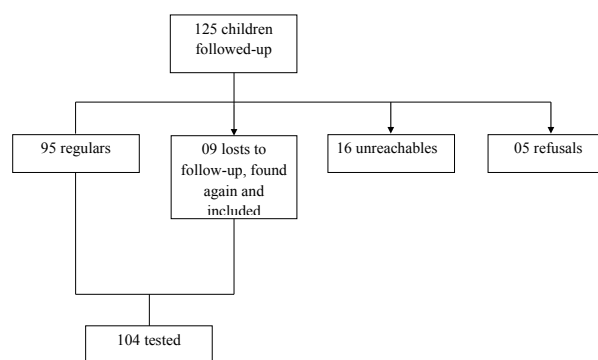 125 children
followed-up
95 regulars
09 losts to
follow-up, found
again and
included
16 unreachables
05 refusals
104 tested